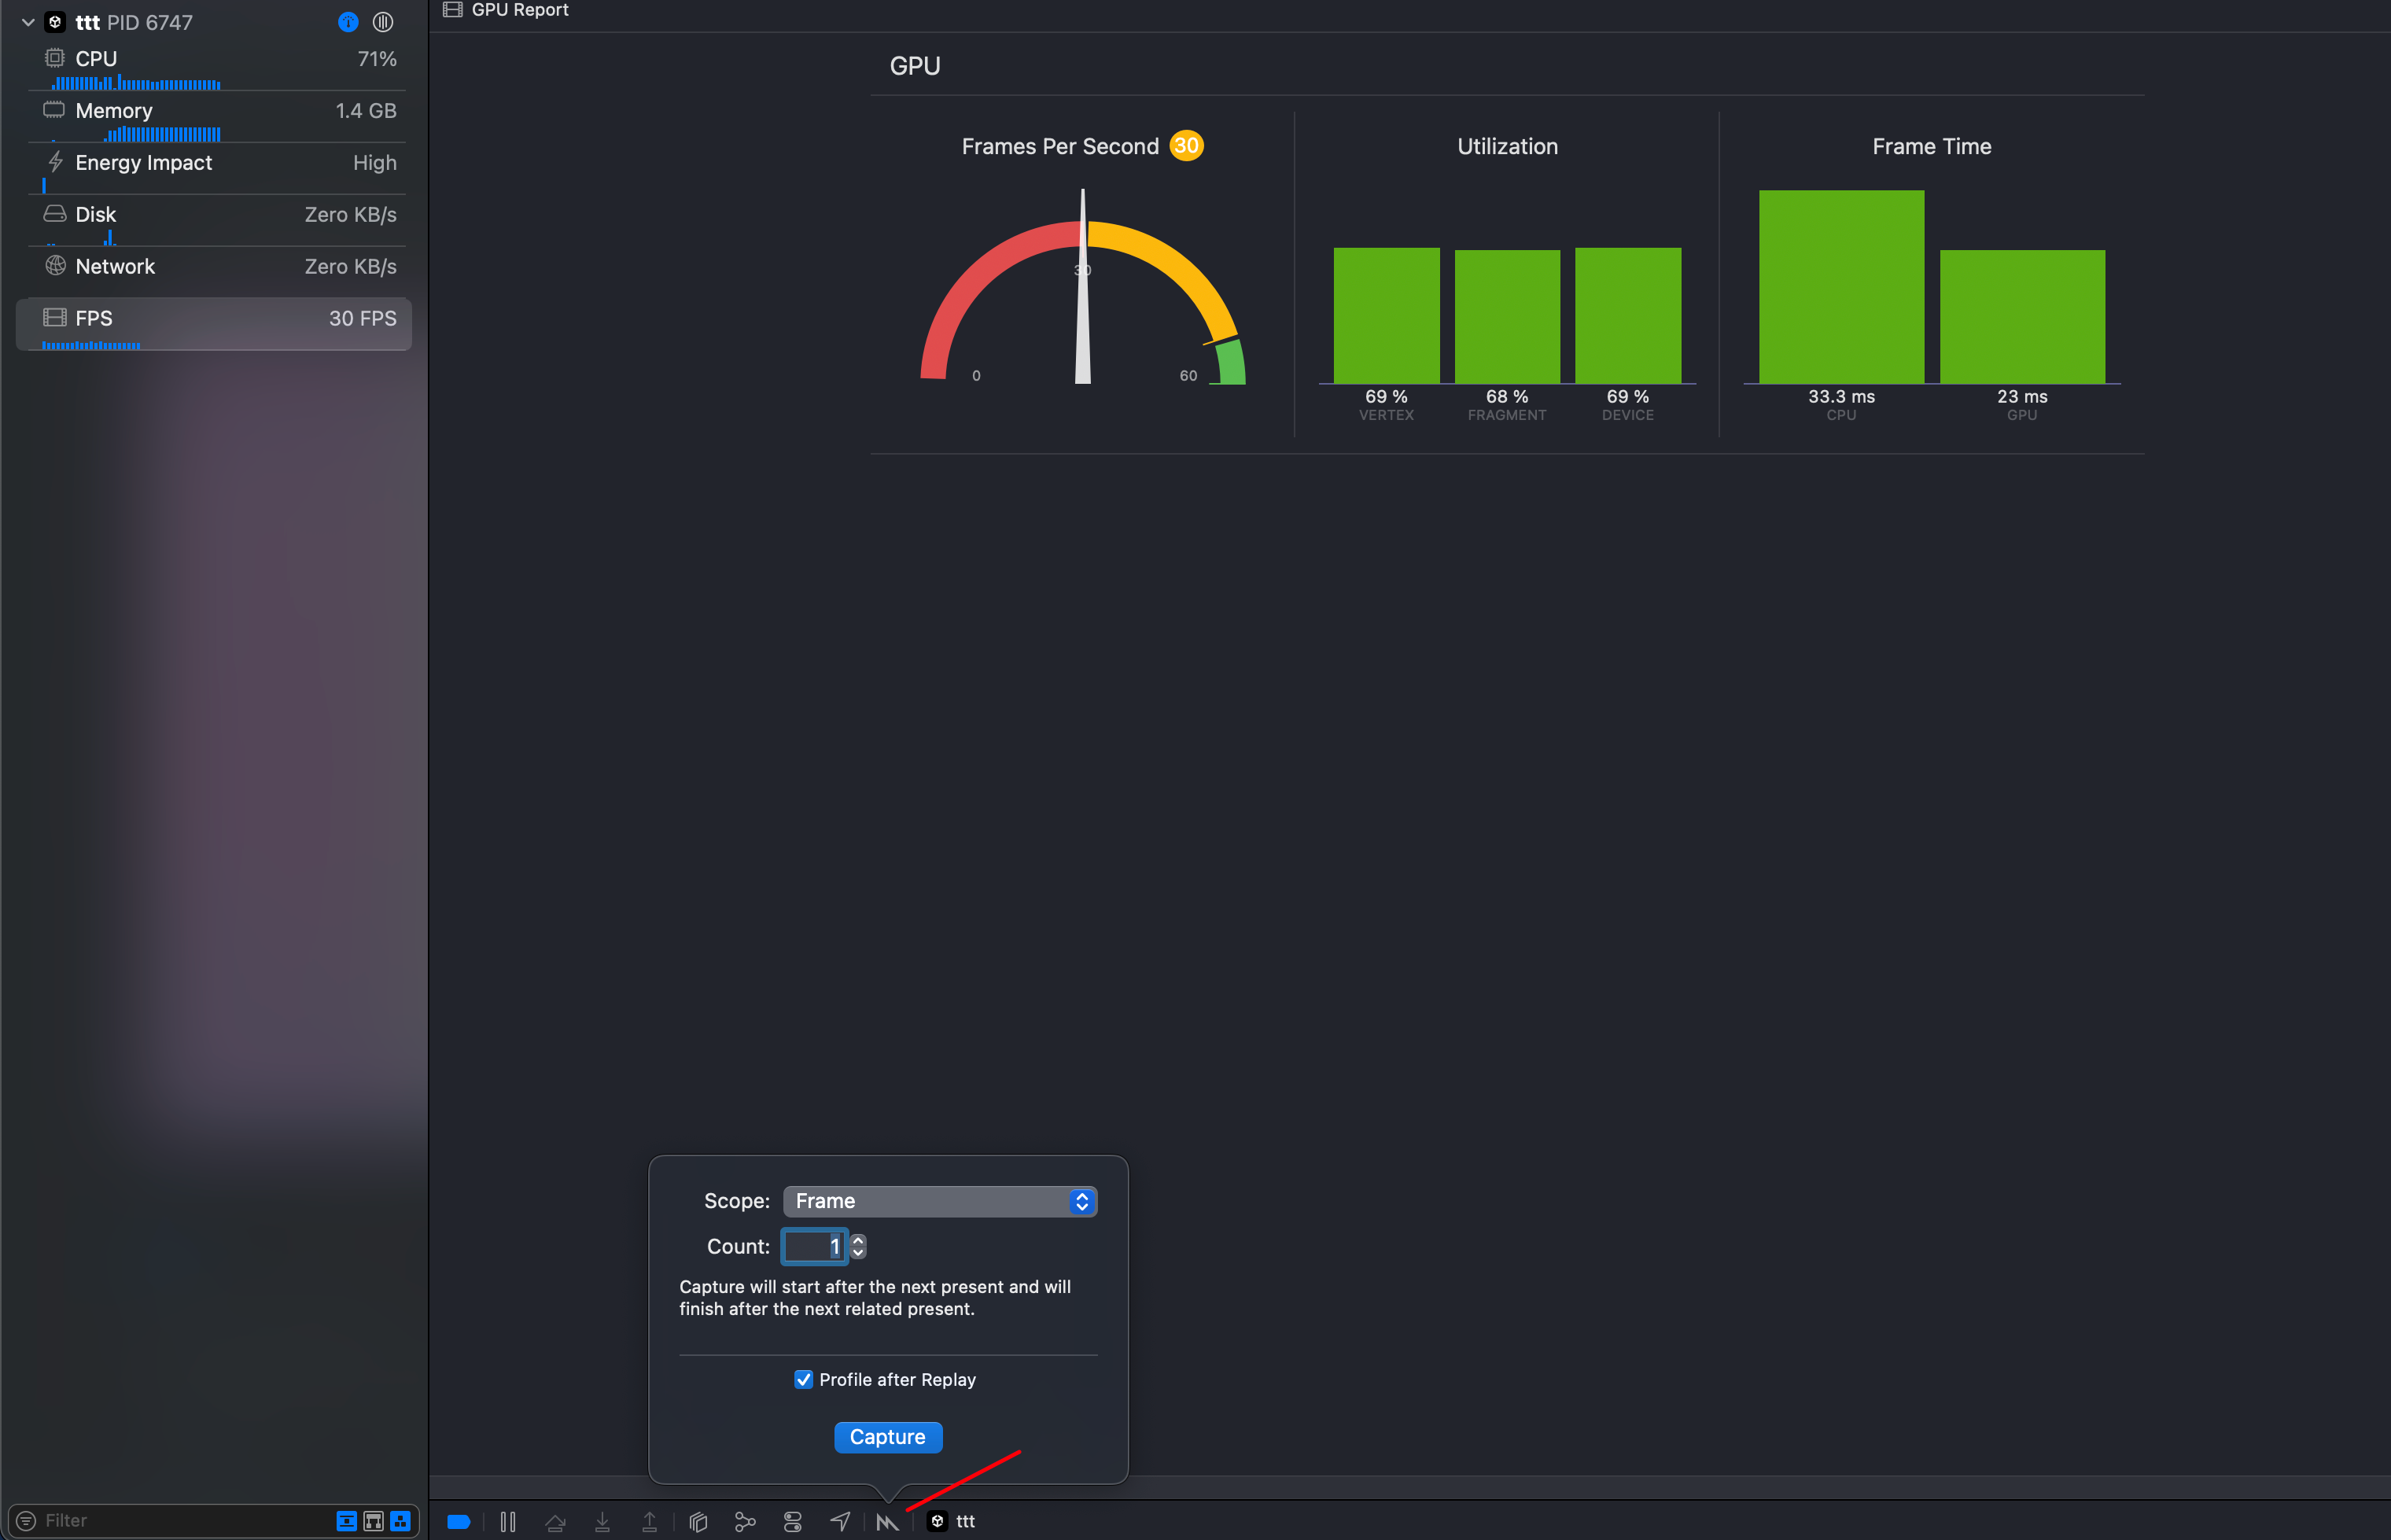 ttt PID 6747
CPU 71%
Memory 1.4 GB
Energy Impact High
Disk Zero KB/s
Network Zero KB/s
FPS 30 FPS
Filter
GPU Report
GPU
Frames Per Second 30
30
0 60
Utilization
69 % 68 % 69 %
VERTEX FRAGMENT DEVICE
Frame Time
33.3 ms 23 ms
CPU GPU
Scope: Frame
Count: 1
Capture will start after the next present and will
finish after the next related present.
Profile after Replay
Capture
ttt